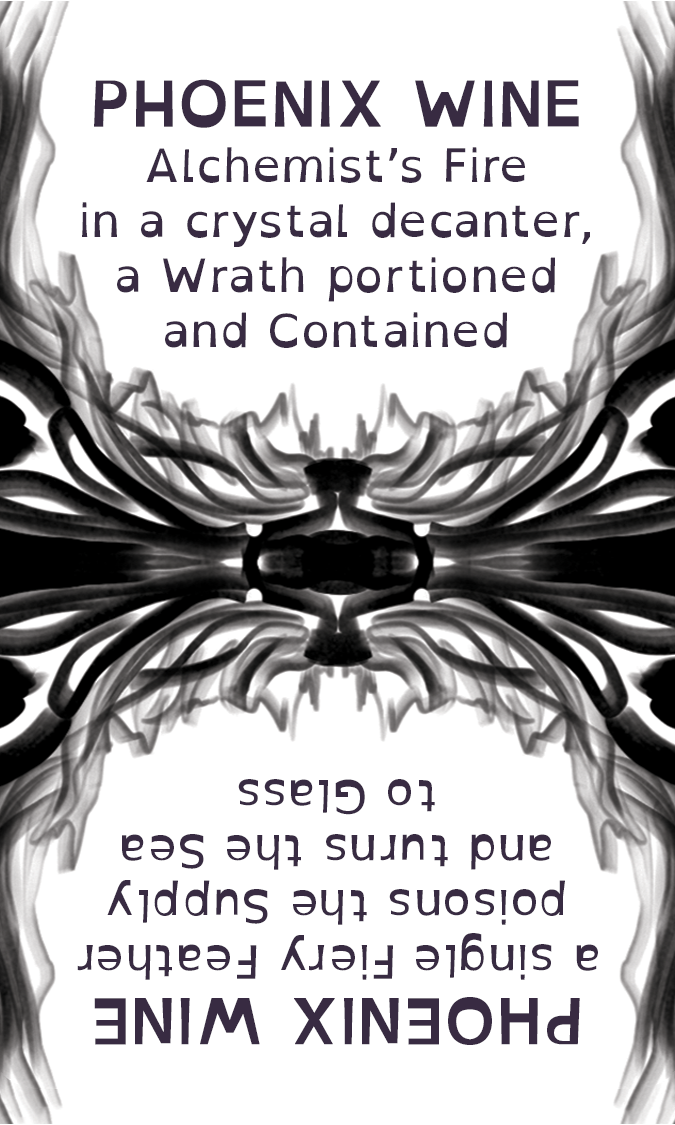 PHOENIX WINE
Alchemist’s Fire
in a crystal decanter,
a Wrath portioned
and Contained
PHOENIX WINE
a single Fiery Feather
poisons the Supply
and turns the Sea
to Glass